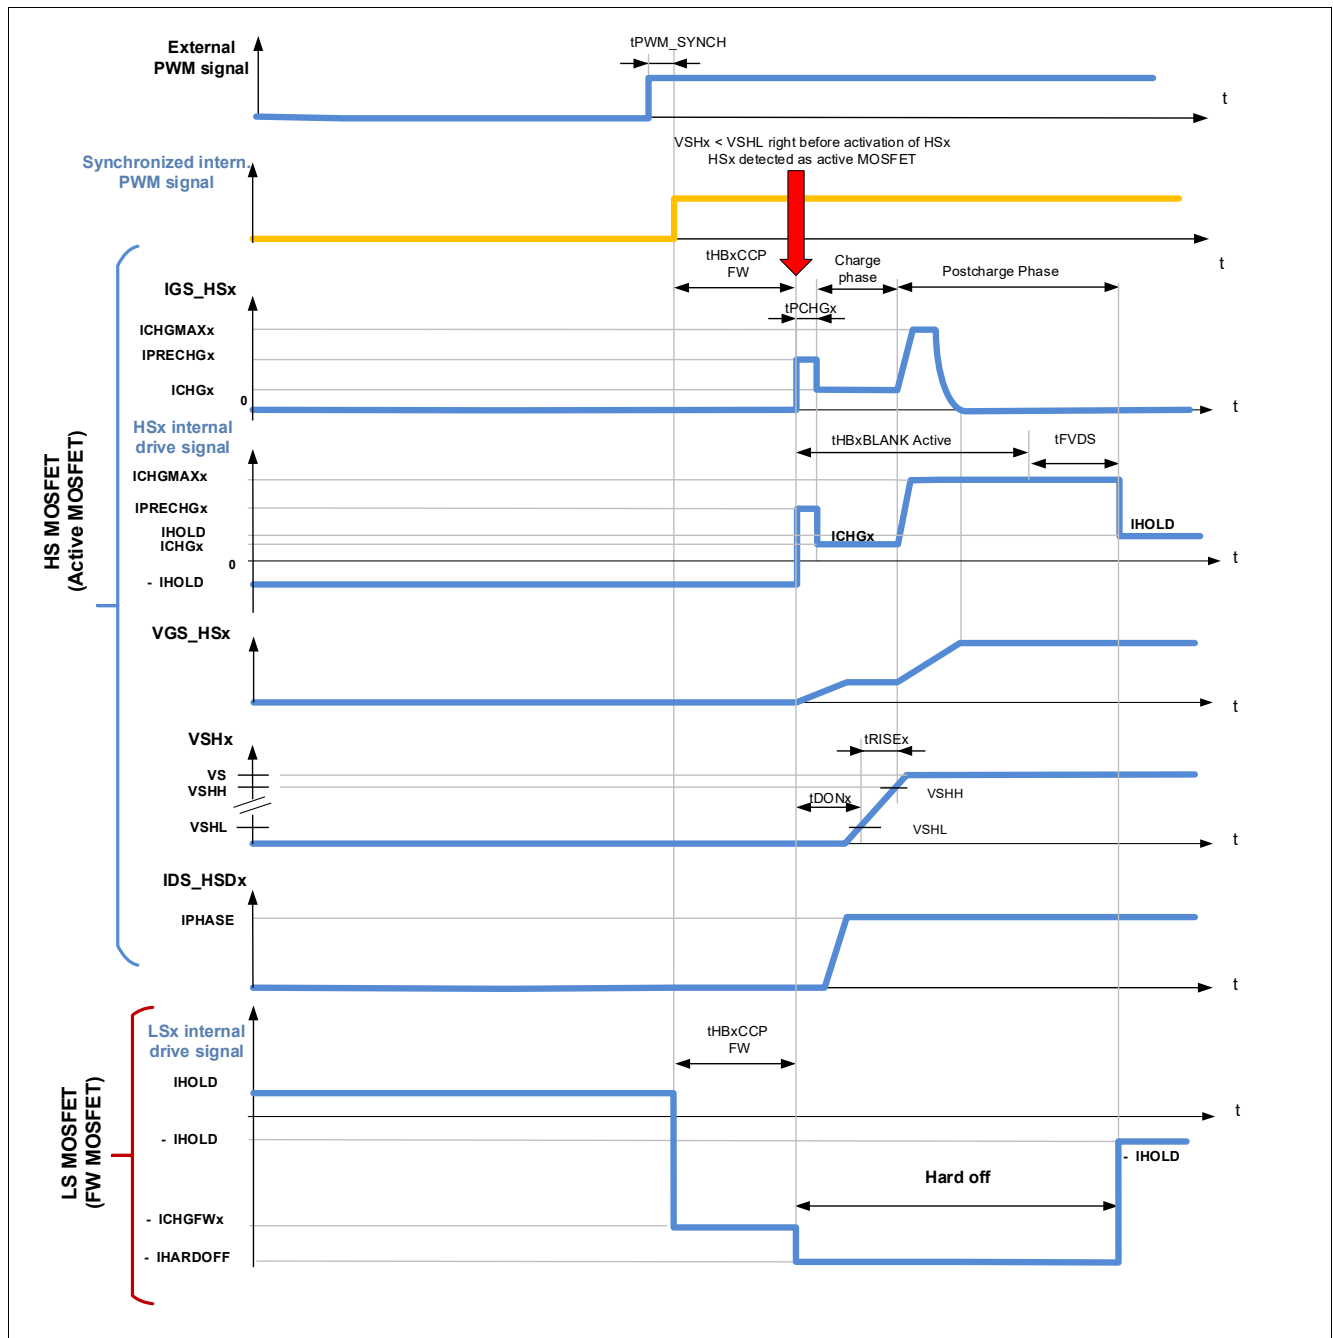 External
PWM signal
tPWM_SYNCH
t
VSHx < VSHL right before activation of HSx
HSx detected as active MOSFET
Synchronized intern.
PWM signal
t
HS MOSFET
(Active MOSFET)
tHBxCCP
FW
Charge
phase
Postcharge Phase
IGS_HSx
tPCHGx
ICHGMAXx
IPRECHGx
ICHGx
0
t
HSx internal
drive signal
tHBxBLANK Active
tFVDS
ICHGMAXx
IPRECHGx
IHOLD
ICHGx
ICHGx
IHOLD
0
t
- IHOLD
VGS_HSx
t
VSHx
tRISEx
VS
VSHH
tDONx
VSHH
VSHL
VSHL
t
IDS_HSDx
IPHASE
t
LS MOSFET
(FW MOSFET)
LSx internal
drive signal
tHBxCCP
FW
IHOLD
t
- IHOLD
- IHOLD
Hard off
- ICHGFWx
- IHARDOFF